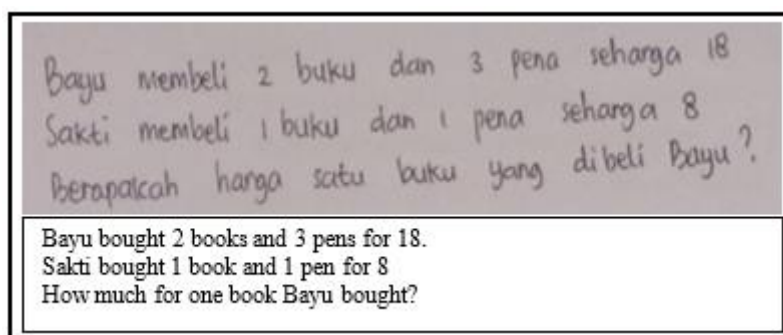 Bayu membeli 2 buku dan 3 pena seharga 18
Sakti membeli 1 buku dan 1 pena seharga 8
Berapakah harga satu buku yang dibeli Bayu?
Bayu bought 2 books and 3 pens for 18.
Sakti bought 1 book and 1 pen for 8
How much for one book Bayu bought?